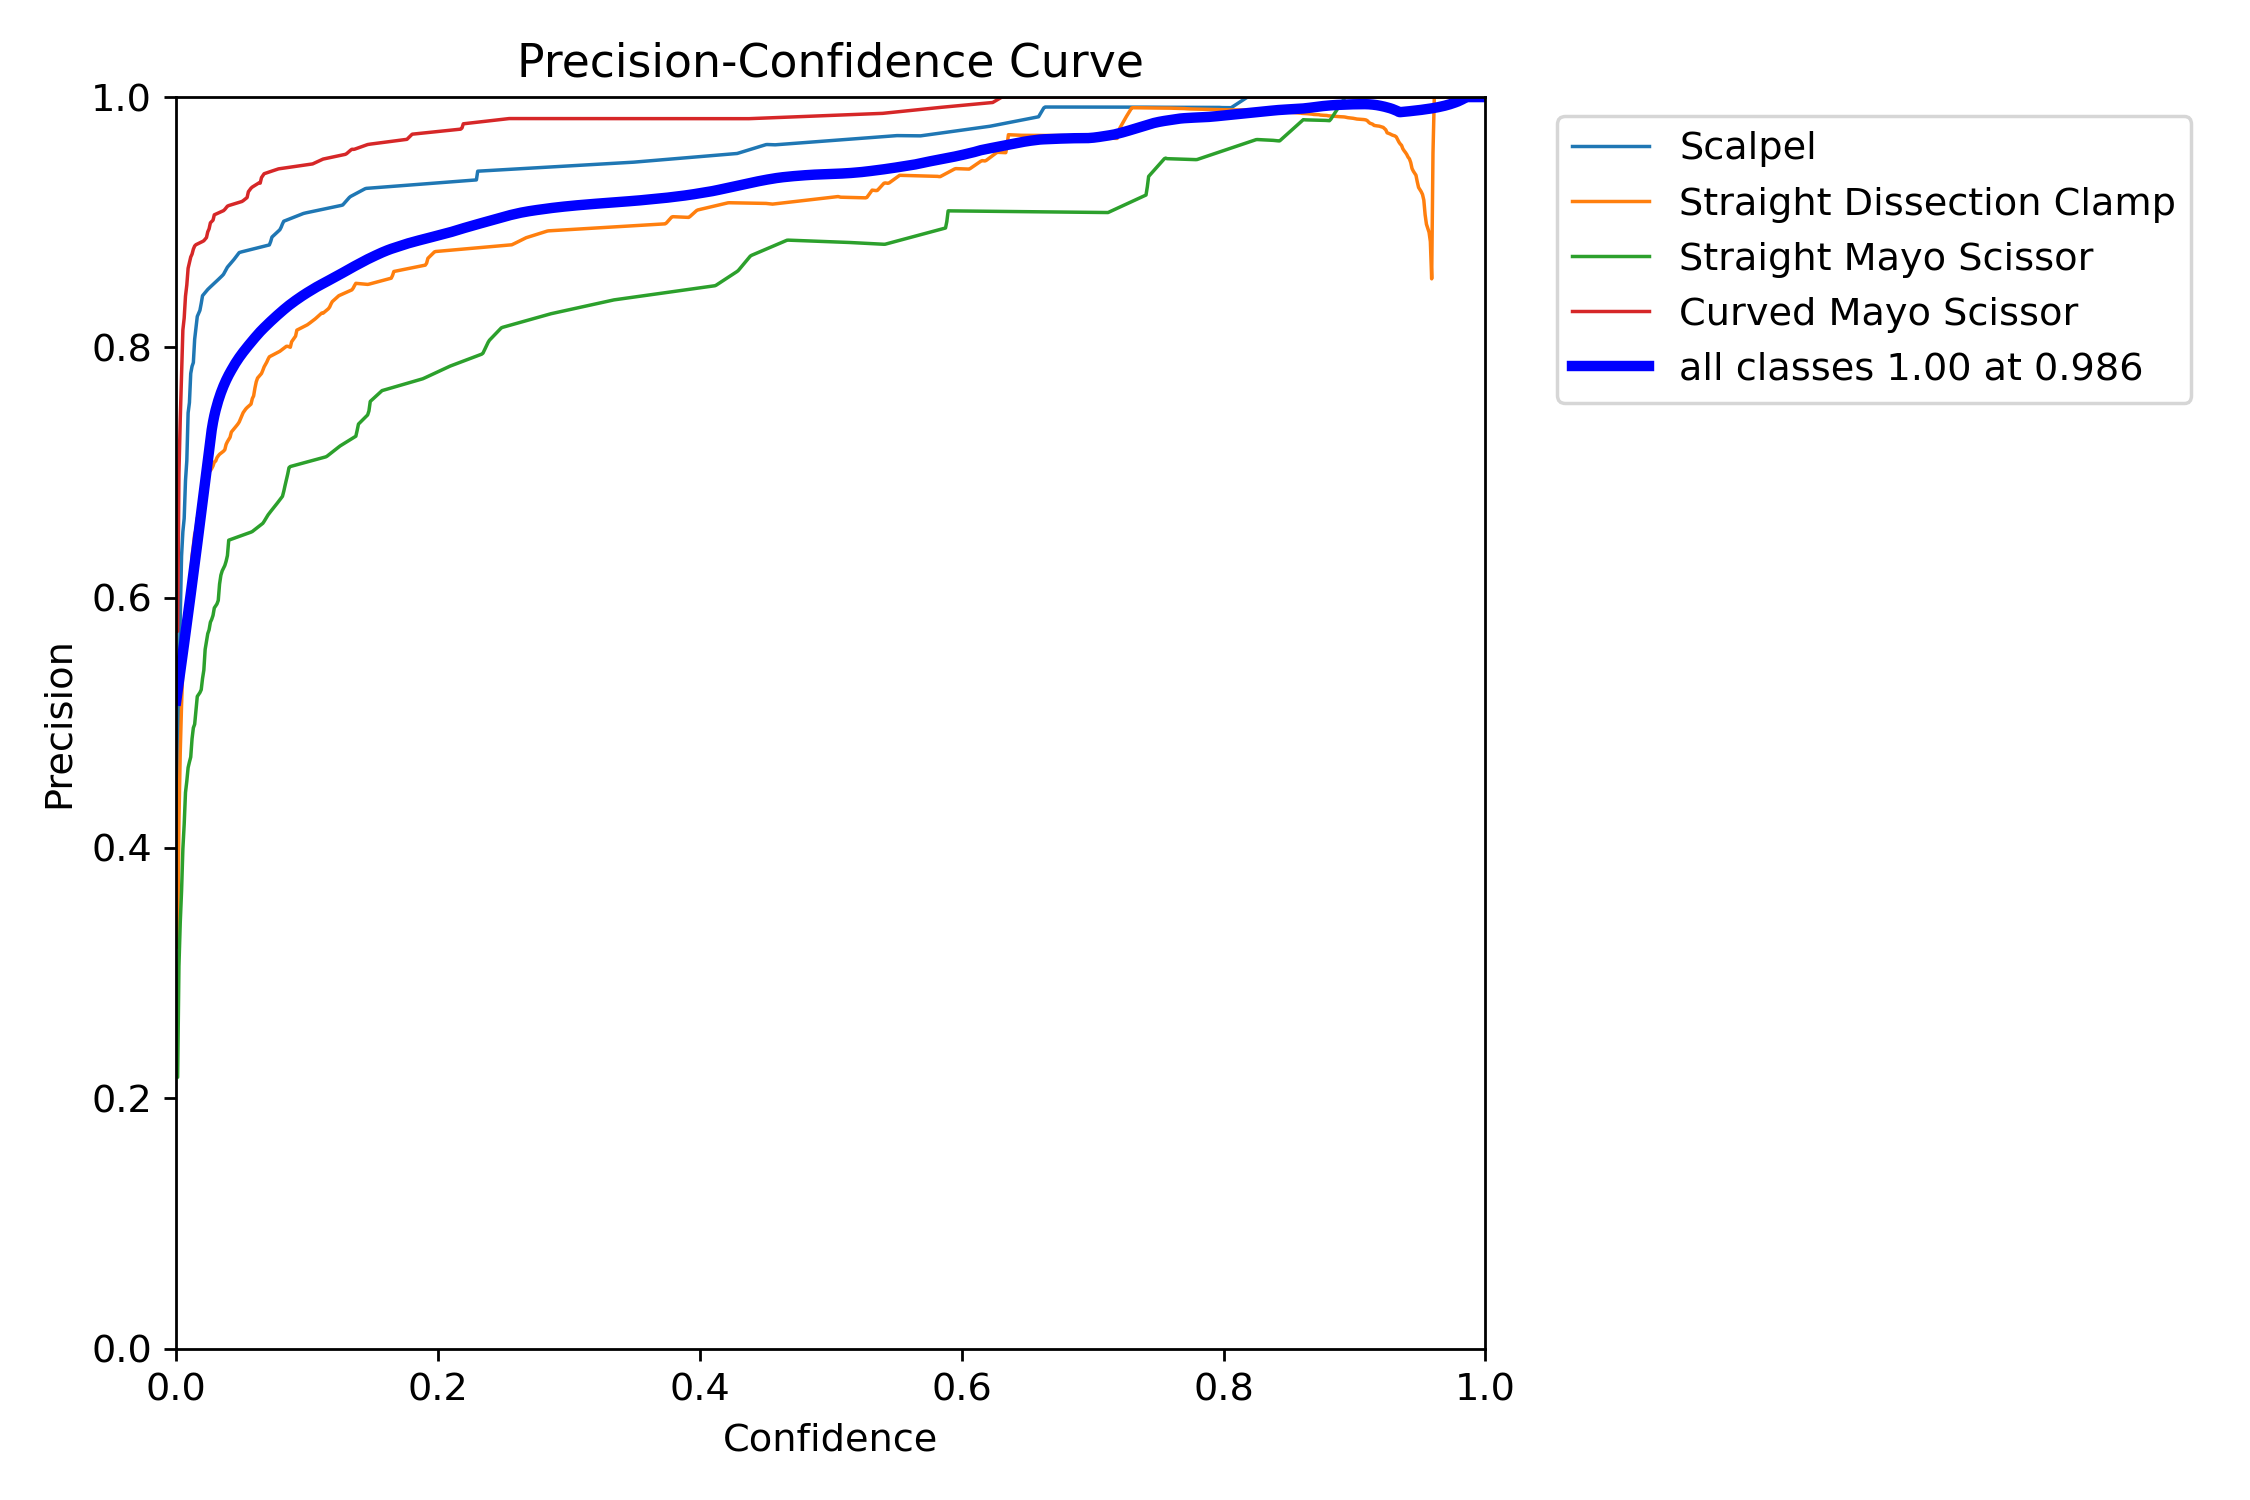 Precision-Confidence Curve
1.0
0.8
0.6
0.4
0.2
0.0
Precision
0.0 0.2 0.4 0.6 0.8 1.0
Confidence
Scalpel
Straight Dissection Clamp
Straight Mayo Scissor
Curved Mayo Scissor
all classes 1.00 at 0.986